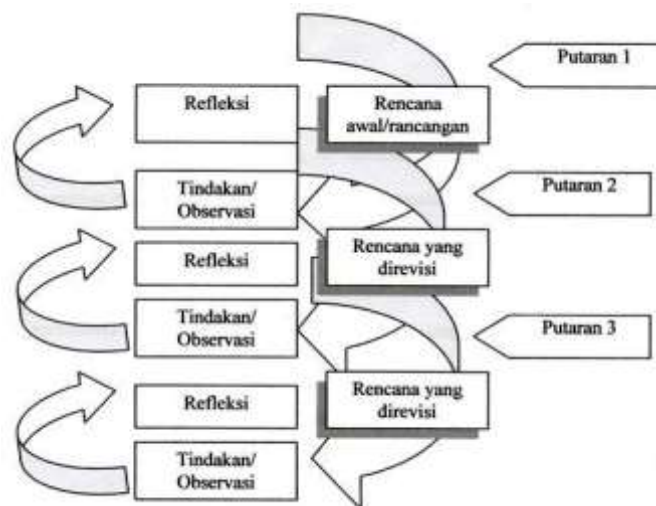 Putaran 1
Refleksi
Rencana
awal/rancangan
Putaran 2
Tindakan/
Observasi
Rencana yang
direvisi
Refleksi
Tindakan/
Observasi
Putaran 3
Refleksi
Rencana yang
direvisi
Tindakan/
Observasi